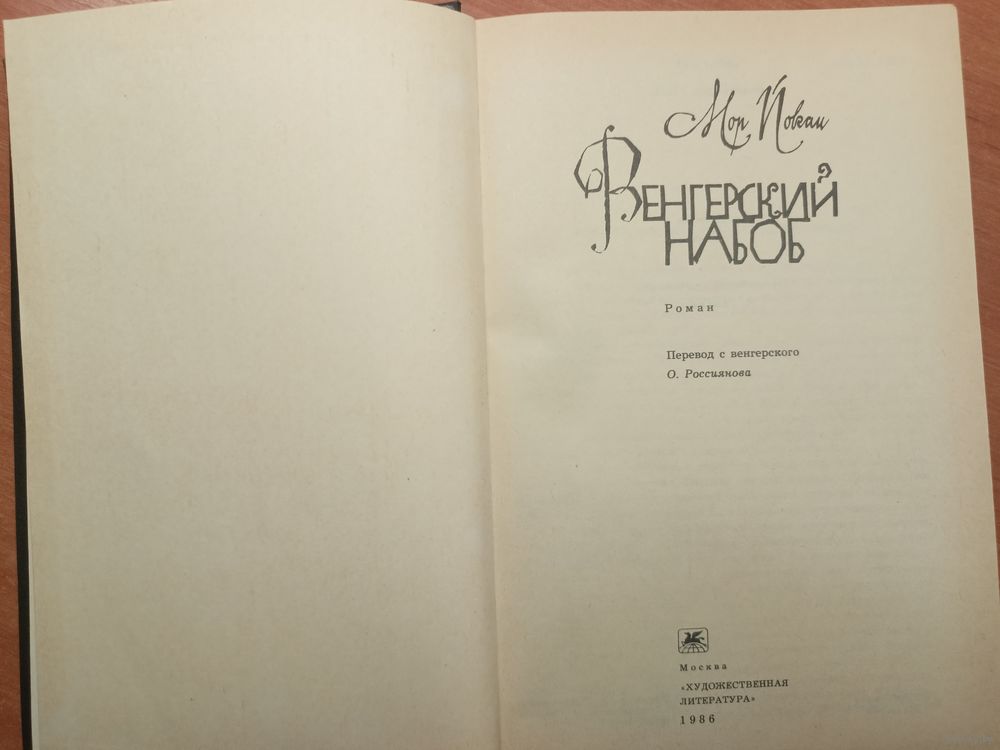 Мор Йокаи
ВЕНГЕРСКИЙ
НАБОБ
Роман
Перевод с венгерского
О. Россиянова
Москва
«ХУДОЖЕСТВЕННАЯ
ЛИТЕРАТУРА»
1986